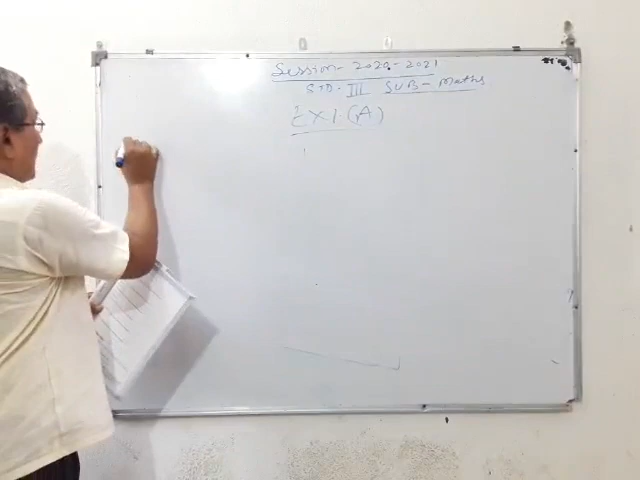 Session- 2020-2021
STD- III SUB- Maths
EX 1 (A)